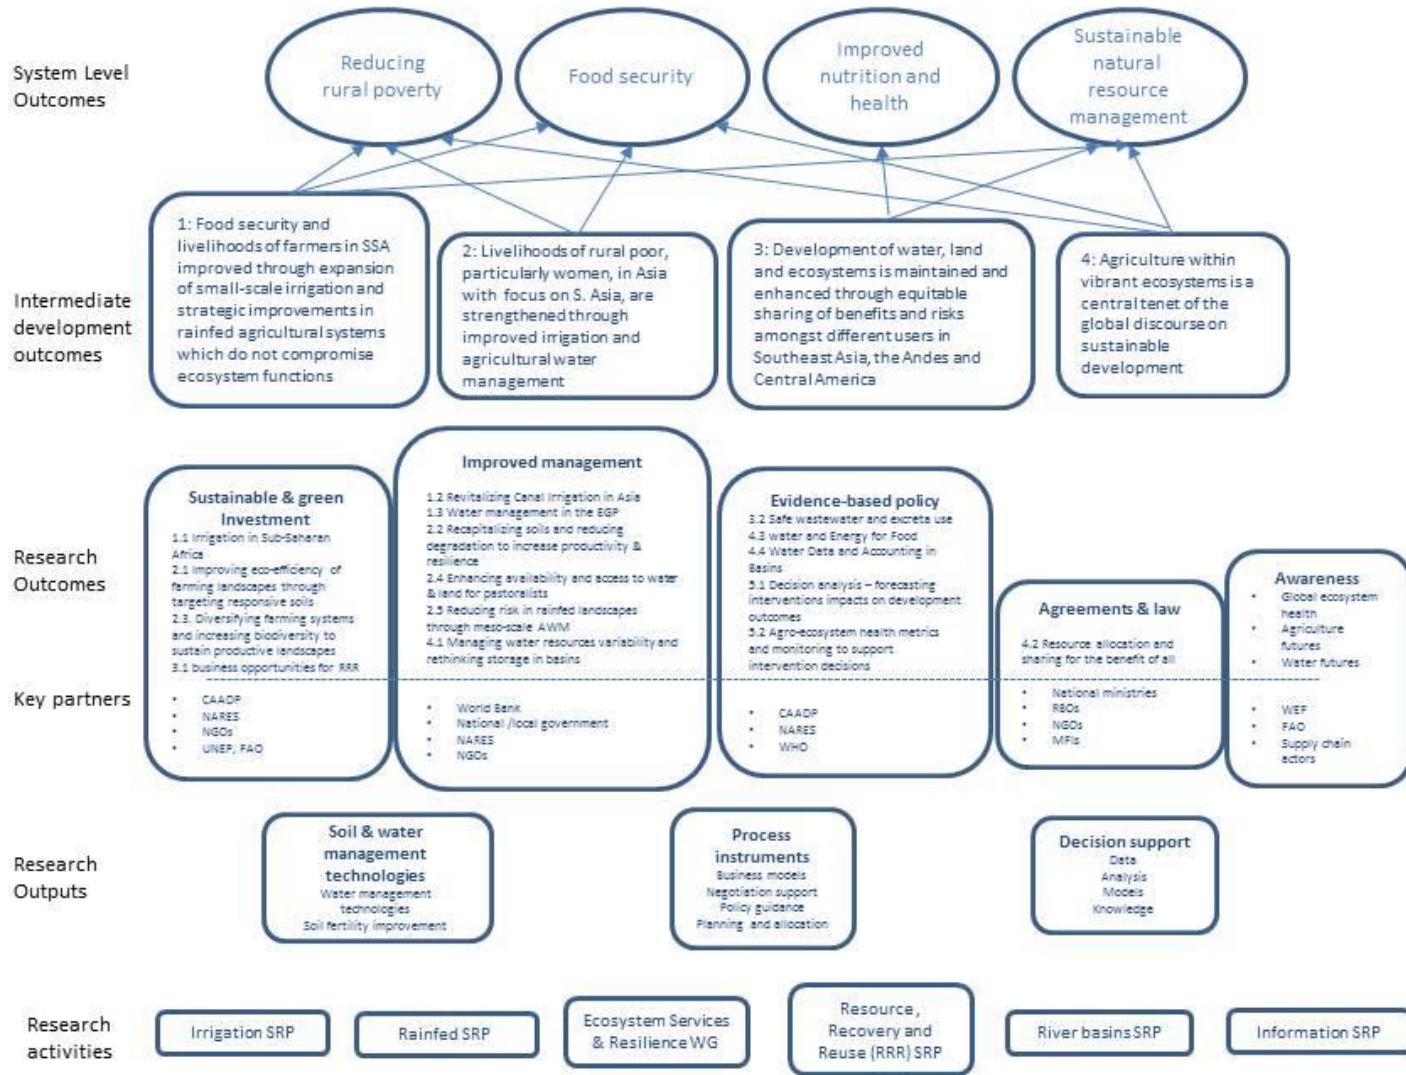 System Level
Outcomes
Reducing
rural poverty
Food security
Improved
nutrition and
health
Sustainable
natural
resource
management
Intermediate
development
outcomes
1: Food security and
livelihoods of farmers in SSA
improved through expansion
of small-scale irrigation and
strategic improvements in
rainfed agricultural systems
which do not compromise
ecosystem functions
2: Livelihoods of rural poor,
particularly women, in Asia
with focus on S. Asia, are
strengthened through
improved irrigation and
agricultural water
management
3: Development of water, land
and ecosystems is maintained and
enhanced through equitable
sharing of benefits and risks
amongst different users in
Southeast Asia, the Andes and
Central America
4: Agriculture within
vibrant ecosystems is a
central tenet of the
global discourse on
sustainable
development
Research
Outcomes
Key partners
Sustainable & green
Investment
1.1 Irrigation in Sub-Saharan
Africa
2.1 Improving eco-efficiency of
farming landscapes through
targeting responsive soils
2.3. Diversifying farming systems
and increasing biodiversity to
sustain productive landscapes
3.1 business opportunities for RRR
• CAADP
• NARES
• NGOs
• UNEP, FAO
Improved management
1.2 Revitalizing Canal Irrigation in Asia
1.3 Water management in the EGP
2.2 Recapitalizing soils and reducing
degradation to increase productivity &
resilience
2.4 Enhancing availability and access to water
& land for pastoralists
2.5 Reducing risk in rainfed landscapes
through meso-scale AWM
4.1 Managing water resources variability and
rethinking storage in basins
• World Bank
• National /local government
• NARES
• NGOs
Evidence-based policy
3.2 Safe wastewater and excreta use
4.3 water and Energy for Food
4.4 Water Data and Accounting in
Basins
5.1 Decision analysis – forecasting
interventions impacts on development
outcomes
5.2 Agro-ecosystem health metrics
and monitoring to support
intervention decisions
• CAADP
• NARES
• WHO
Agreements & law
4.2 Resource allocation and
sharing for the benefit of all
• National ministries
• RBOs
• NGOs
• MFIs
Awareness
• Global ecosystem
health
• Agriculture
futures
• Water futures
• WEF
• FAO
• Supply chain
actors
Research
Outputs
Soil & water
management
technologies
Water management
technologies
Soil fertility improvement
Process
instruments
Business models
Negotiation support
Policy guidance
Planning and allocation
Decision support
Data
Analysis
Models
Knowledge
Research
activities
Irrigation SRP
Rainfed SRP
Ecosystem Services
& Resilience WG
Resource,
Recovery and
Reuse (RRR) SRP
River basins SRP
Information SRP